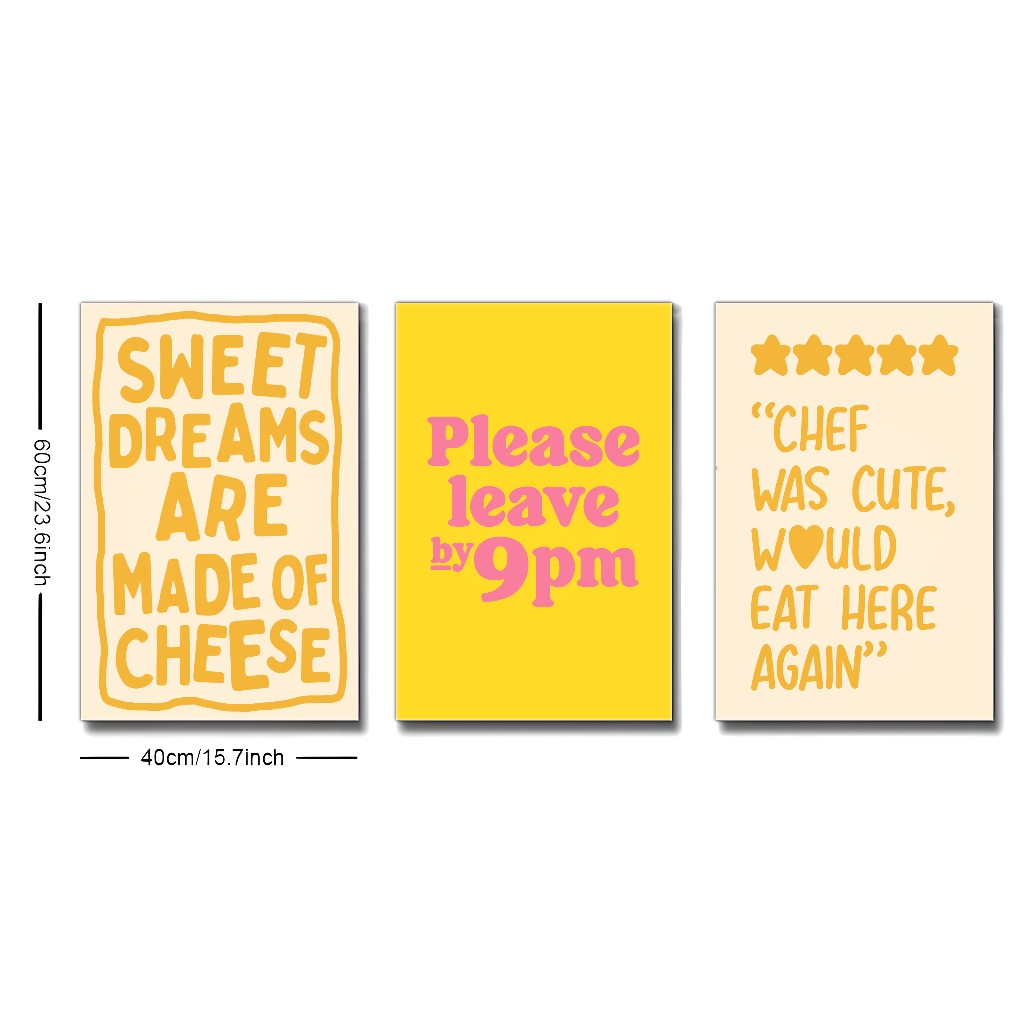 60cm/23.6inch
SWEET
DREAMS
ARE
MADE OF
CHEESE
40cm/15.7inch
Please
leave
by 9pm
“CHEF
WAS CUTE,
W♥ULD
EAT HERE
AGAIN”